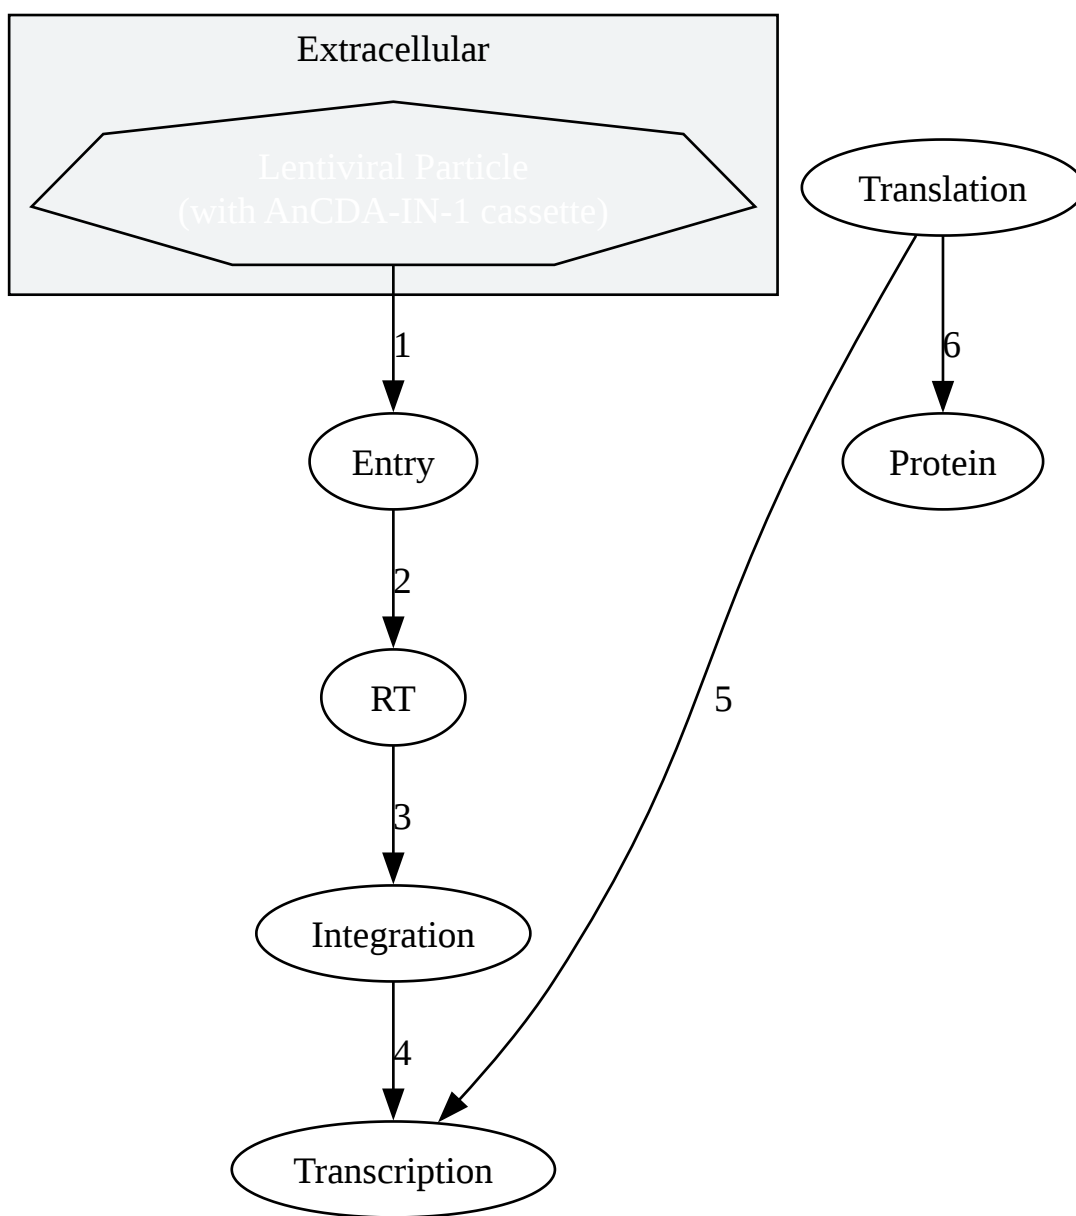 Extracellular
Lentiviral Particle
(with AnCDA-IN-1 cassette)
Translation
1
6
Entry
Protein
2
RT
5
3
Integration
4
Transcription